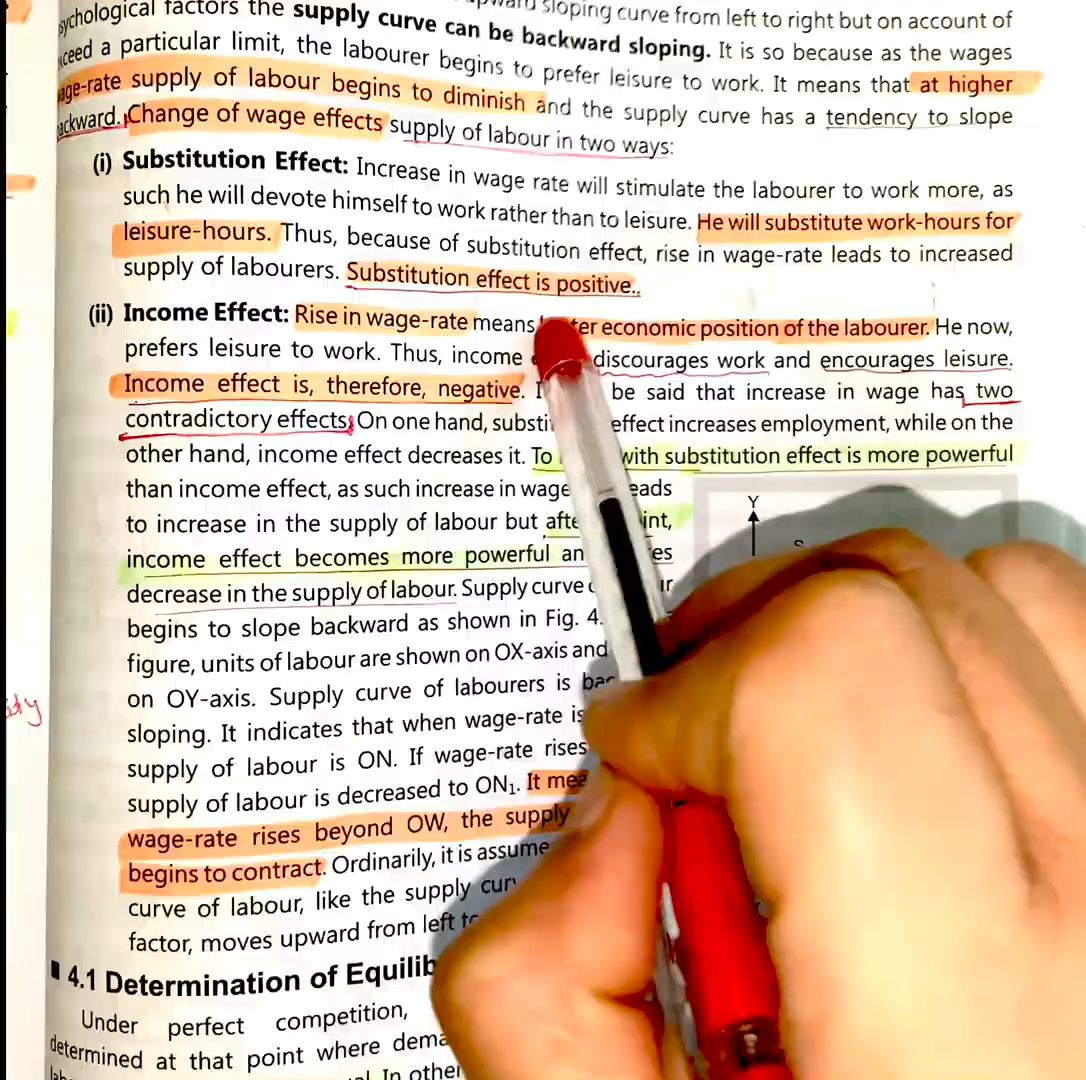 sychological factors the supply curve can be backward sloping. It is so because as the wages
sloping curve from left to right but on account of
a particular limit, the labourer begins to prefer leisure to work. It means that at higher
supply of labour begins to diminish and the supply curve has a tendency to slope
ackward. Change of wage effects supply of labour in two ways:
(i) Substitution Effect: Increase in wage rate will stimulate the labourer to work more, as
such he will devote himself to work rather than to leisure. He will substitute work-hours for
leisure-hours. Thus, because of substitution effect, rise in wage-rate leads to increased
supply of labourers. Substitution effect is positive..
(ii) Income Effect: Rise in wage-rate means economic position of the labourer. He now,
prefers leisure to work. Thus, income discourages work and encourages leisure.
Income effect is, therefore, negative. be said that increase in wage has two
contradictory effects. On one hand, effect increases employment, while on the
other hand, income effect decreases it. To with substitution effect is more powerful
than income effect, as such increase in wage
to increase in the supply of labour but
income effect becomes more powerful
decrease in the supply of labour. Supply curve
begins to slope backward as shown in Fig. 4.
figure, units of labour are shown on OX-axis and
on OY-axis. Supply curve of labourers is
sloping. It indicates that when wage-rate is
supply of labour is ON. If wage-rate rises
supply of labour is decreased to ON₁. It
wage-rate rises beyond OW, the supply
begins to contract. Ordinarily, it is
curve of labour, like the supply
factor, moves upward from left
■ 4.1 Determination of
Under perfect competition,
determined at that point where
In other
Y